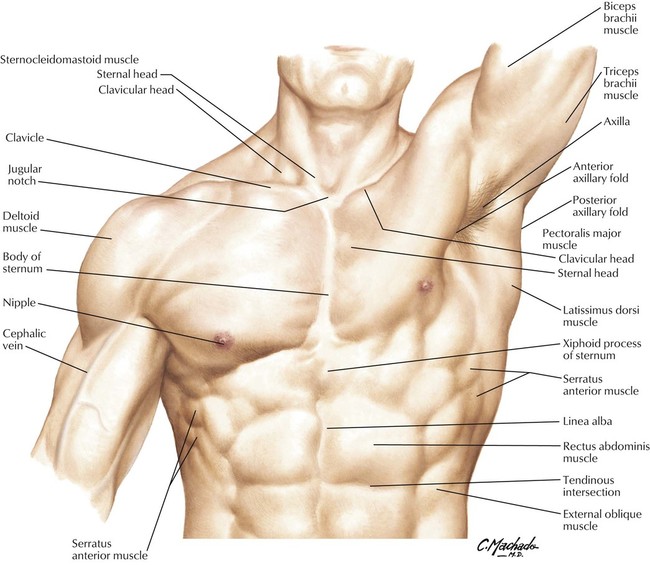 Sternocleidomastoid muscle
Sternal head
Clavicular head
Clavicle
Jugular
notch
Deltoid
muscle
Body of
sternum
Nipple
Cephalic
vein
Serratus
anterior muscle
Biceps
brachii
muscle
Triceps
brachii
muscle
Axilla
Anterior
axillary fold
Posterior
axillary fold
Pectoralis major
muscle
Clavicular head
Sternal head
Latissimus dorsi
muscle
Xiphoid process
of sternum
Serratus
anterior muscle
Linea alba
Rectus abdominis
muscle
Tendinous
intersection
External oblique
muscle
C.Machado
M.D.